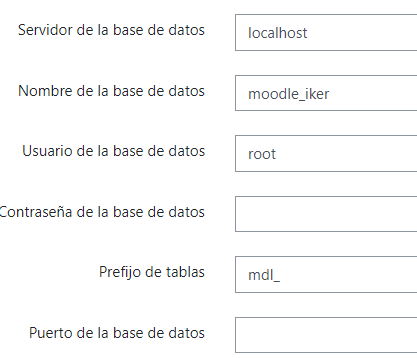 Servidor de la base de datos localhost
Nombre de la base de datos moodle_iker
Usuario de la base de datos root
Contraseña de la base de datos
Prefijo de tablas mdl_
Puerto de la base de datos